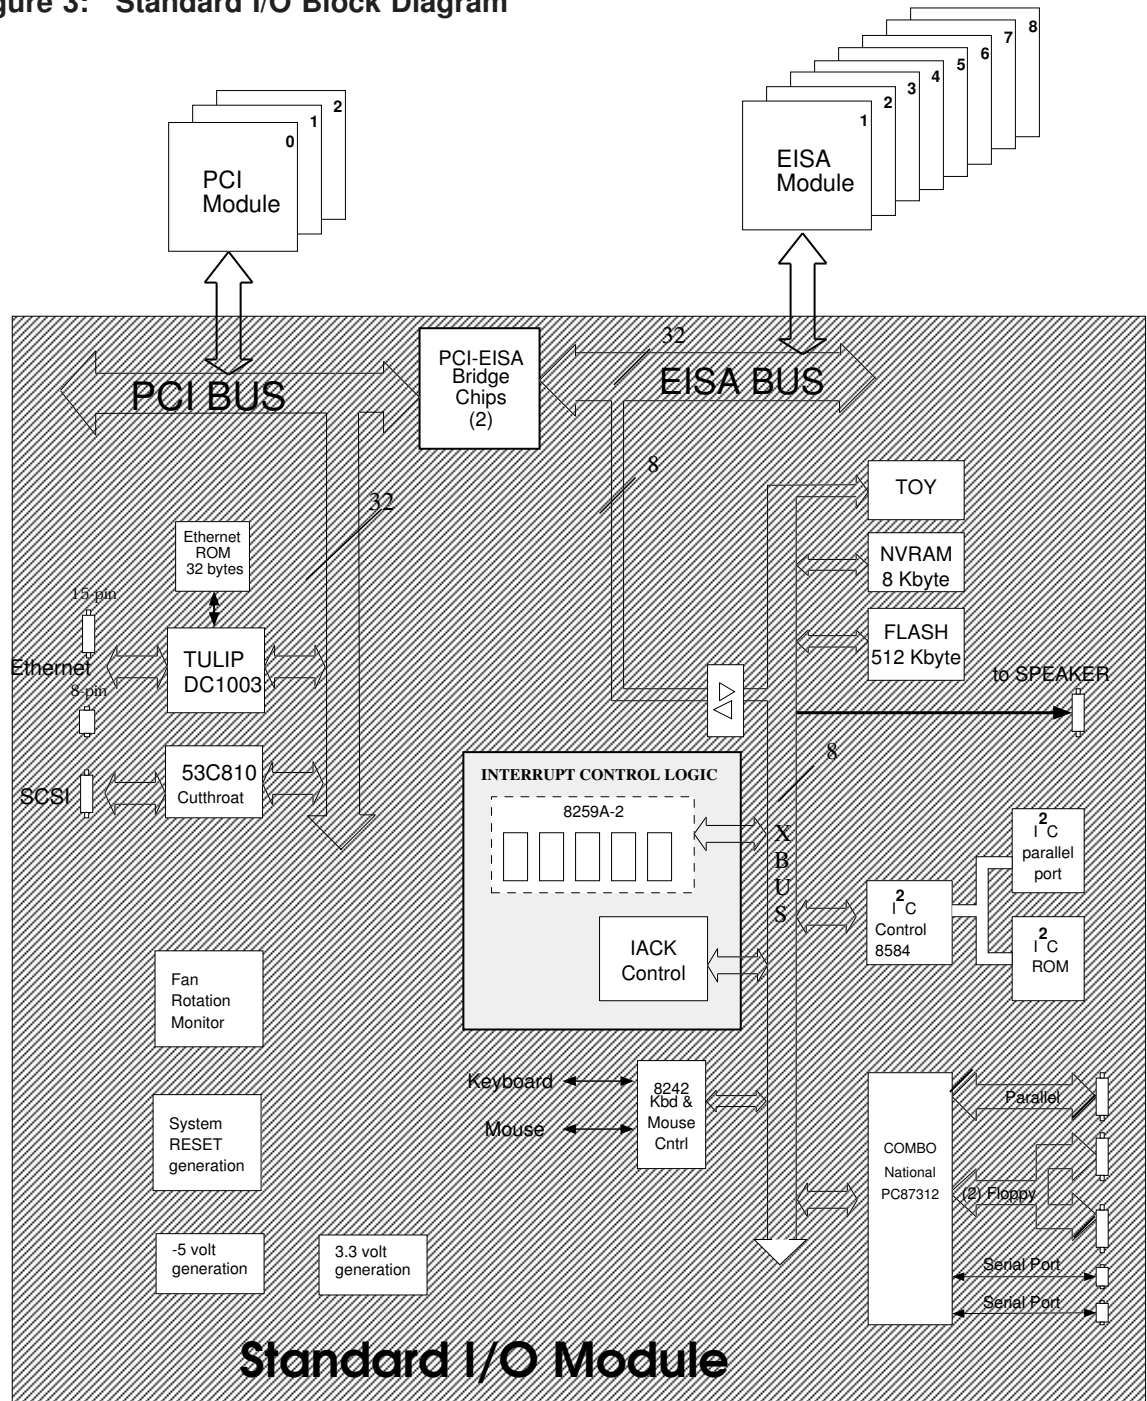 gure 3: Standard I/O Block Diagram
8
7
6
5
4
3
2
1
EISA
Module
2
1
0
PCI
Module
PCI BUS
PCI-EISA
Bridge
Chips
(2)
32
EISA BUS
32
8
TOY
NVRAM
8 Kbyte
FLASH
512 Kbyte
to SPEAKER
Ethernet
ROM
32 bytes
15-pin
Ethernet
8-pin
TULIP
DC1003
SCSI
53C810
Cutthroat
INTERRUPT CONTROL LOGIC
8259A-2
IACK
Control
8
X
B
U
S
I2C
Control
8584
I2C
parallel
port
I2C
ROM
Fan
Rotation
Monitor
System
RESET
generation
-5 volt
generation
3.3 volt
generation
Keyboard
Mouse
8242
Kbd &
Mouse
Cntrl
COMBO
National
PC87312
Parallel
(2) Floppy
Serial Port
Serial Port
Standard I/O Module